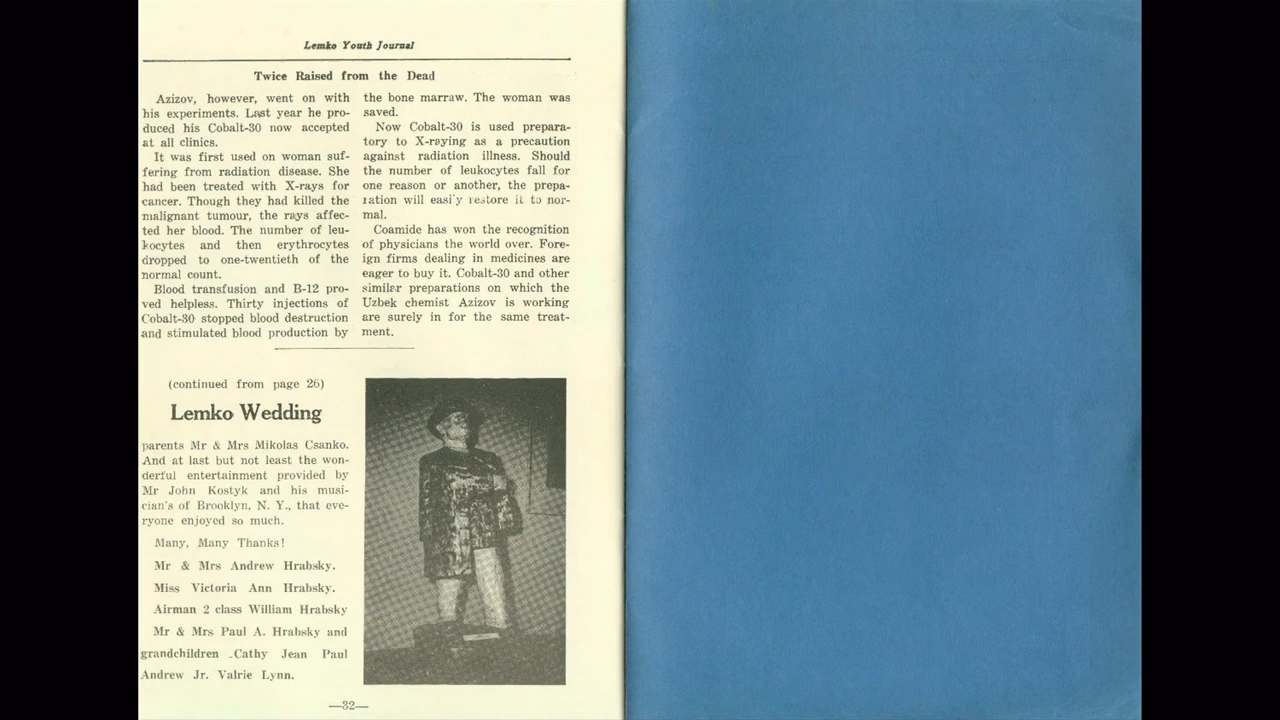 Lemko Youth Journal
Twice Raised from the Dead
Azizov, however, went on with
his experiments. Last year he pro-
duced his Cobalt-30 now accepted
at all clinics.
It was first used on woman suf-
fering from radiation disease. She
had been treated with X-rays for
cancer. Though they had killed the
malignant tumour, the rays affec-
ted her blood. The number of leu-
kocytes and then erythrocytes
dropped to one-twentieth of the
normal count.
Blood transfusion and B-12 pro-
ved helpless. Thirty injections of
Cobalt-30 stopped blood destruction
and stimulated blood production by
the bone marraw. The woman was
saved.
Now Cobalt-30 is used prepara-
tory to X-raying as a precaution
against radiation illness. Should
the number of leukocytes fall for
one reason or another, the prepa-
ration will easily restore it to nor-
mal.
Coamide has won the recognition
of physicians the world over. Fore-
ign firms dealing in medicines are
eager to buy it. Cobalt-30 and other
similar preparations on which the
Uzbek chemist Azizov is working
are surely in for the same treat-
ment.
(continued from page 26)
Lemko Wedding
parents Mr & Mrs Mikolas Csanko.
And at last but not least the won-
derful entertainment provided by
Mr John Kostyk and his musi-
cian's of Brooklyn, N. Y., that eve-
ryone enjoyed so much.
Many, Many Thanks!
Mr & Mrs Andrew Hrabsky.
Miss Victoria Ann Hrabsky.
Airman 2 class William Hrabsky
Mr & Mrs Paul A. Hrabsky and
grandchildren .Cathy Jean Paul
Andrew Jr. Valrie Lynn.
—32—